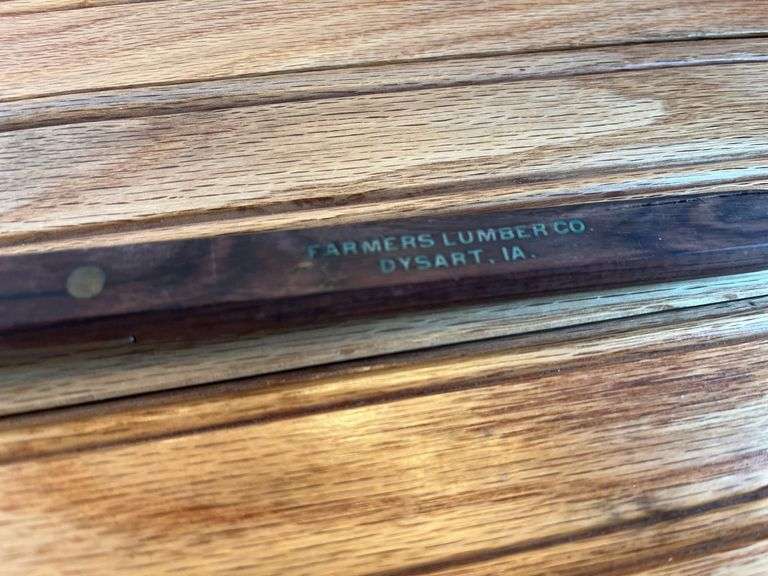 FARMERS LUMBER CO.
DYSART, IA.